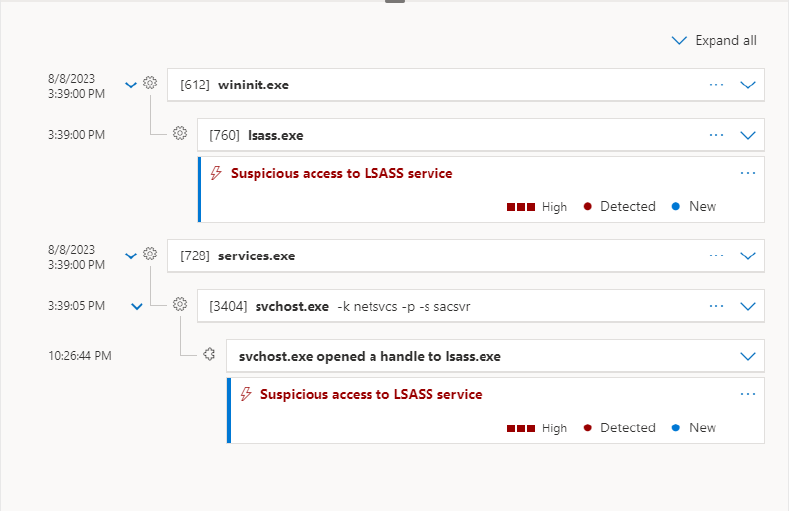 Expand all
8/8/2023
3:39:00 PM
[612] wininit.exe
3:39:00 PM
[760] lsass.exe
Suspicious access to LSASS service
High Detected New
8/8/2023
3:39:00 PM
[728] services.exe
3:39:05 PM
[3404] svchost.exe -k netsvcs -p -s sacsvr
10:26:44 PM
svchost.exe opened a handle to lsass.exe
Suspicious access to LSASS service
High Detected New